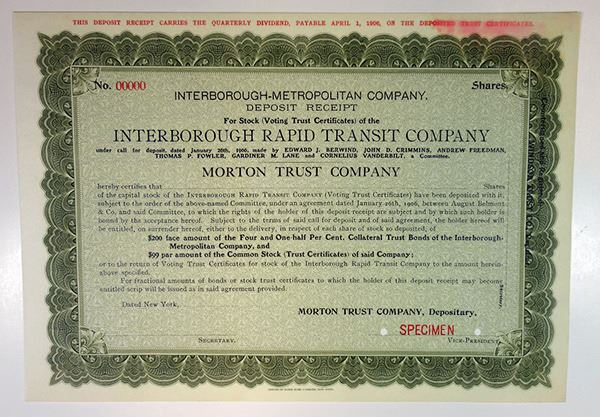 THIS DEPOSIT RECEIPT CARRIES THE QUARTERLY DIVIDEND, PAYABLE APRIL 1, 1906, ON THE DEPOSITED TRUST CERTIFICATES.
No. 00000 Shares
INTERBOROUGH-METROPOLITAN COMPANY.
DEPOSIT RECEIPT
For Stock (Voting Trust Certificates) of the
INTERBOROUGH RAPID TRANSIT COMPANY
under call for deposit, dated January 26th, 1906, made by EDWARD J. BERWIND, JOHN D. CRIMMINS, ANDREW FREEDMAN,
THOMAS P. FOWLER, GARDINER M. LANE and CORNELIUS VANDERBILT, a Committee.
MORTON TRUST COMPANY
hereby certifies that Shares
of the capital stock of the INTERBOROUGH RAPID TRANSIT COMPANY (Voting Trust Certificates) have been deposited with it,
subject to the order of the above-named Committee, under an agreement dated January 26th, 1906, between August Belmont
& Co. and said Committee, to which the rights of the holder of this deposit receipt are subject and by which such holder is
bound by the acceptance hereof. Subject to the terms of said call for deposit and of said agreement, the holder hereof will
be entitled, on surrender hereof, either to the delivery, in respect of each share of stock so deposited, of
$200 face amount of the Four and One-half Per Cent. Collateral Trust Bonds of the Interborough-
Metropolitan Company, and
$99 par amount of the Common Stock (Trust Certificates) of said Company;
or to the return of Voting Trust Certificates for stock of the Interborough Rapid Transit Company to the amount herein-
above specified.
For fractional amounts of bonds or stock trust certificates to which the holder of this deposit receipt may become
entitled scrip will be issued as in said agreement provided.
Dated New York,
MORTON TRUST COMPANY, Depositary,
SPECIMEN
SECRETARY. VICE-PRESIDENT.